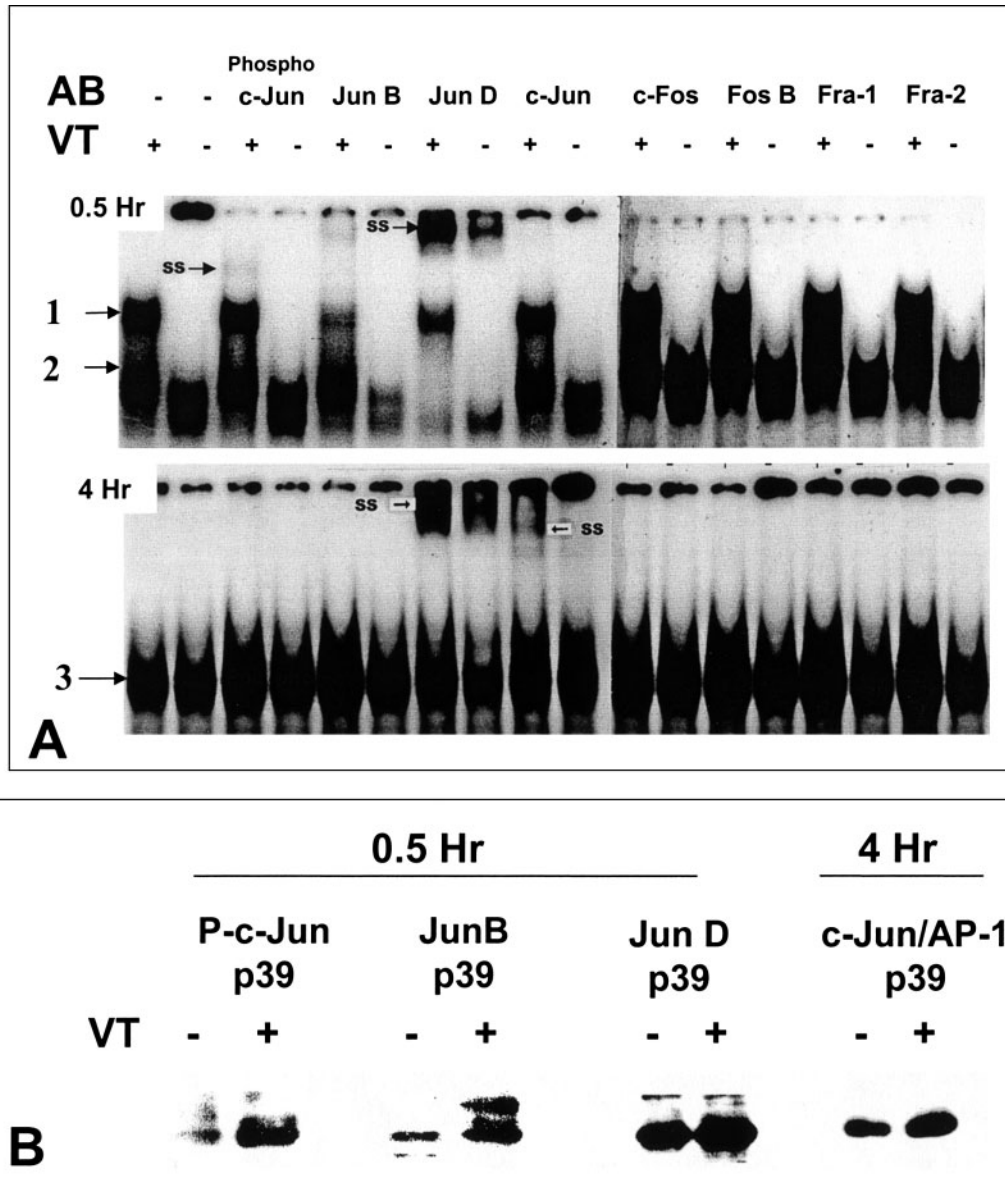 Phospho
AB - - c-Jun Jun B Jun D c-Jun c-Fos Fos B Fra-1 Fra-2
VT + - + - + - + - + - + - + - + - + -
0.5 Hr
ss
ss
1
2
4 Hr
ss
ss
3
A
0.5 Hr 4 Hr
P-c-Jun JunB Jun D c-Jun/AP-1
p39 p39 p39 p39
VT - + - + - + - +
B